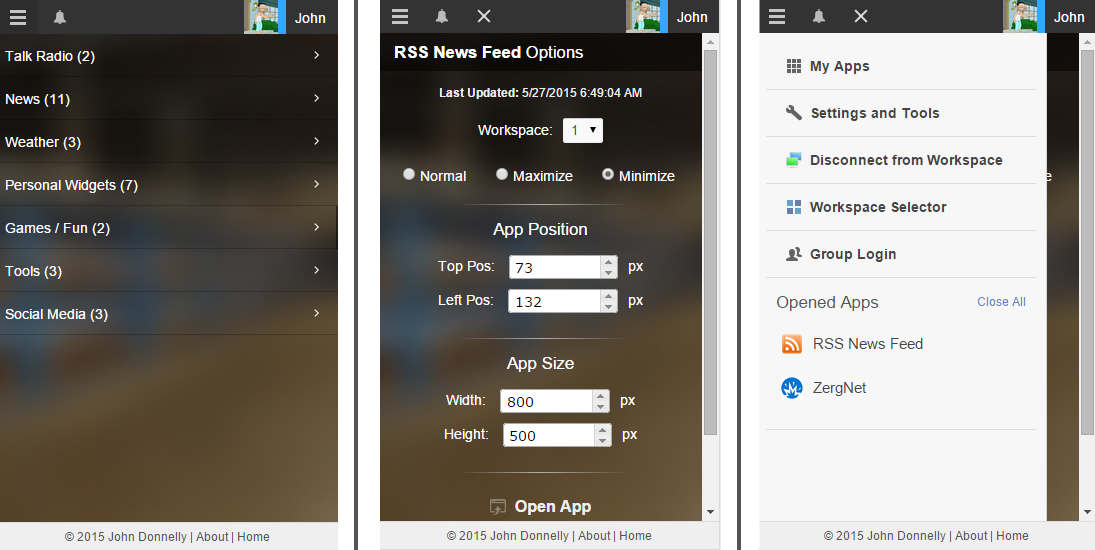 John
Talk Radio (2)
News (11)
Weather (3)
Personal Widgets (7)
Games / Fun (2)
Tools (3)
Social Media (3)
© 2015 John Donnelly | About | Home
John
RSS News Feed Options
Last Updated: 5/27/2015 6:49:04 AM
Workspace: 1
Normal Maximize Minimize
App Position
Top Pos: 73 px
Left Pos: 132 px
App Size
Width: 800 px
Height: 500 px
Open App
© 2015 John Donnelly | About | Home
John
My Apps
Settings and Tools
Disconnect from Workspace
e
Workspace Selector
Group Login
Opened Apps Close All
RSS News Feed
ZergNet
© 2015 John Donnelly | About | Home